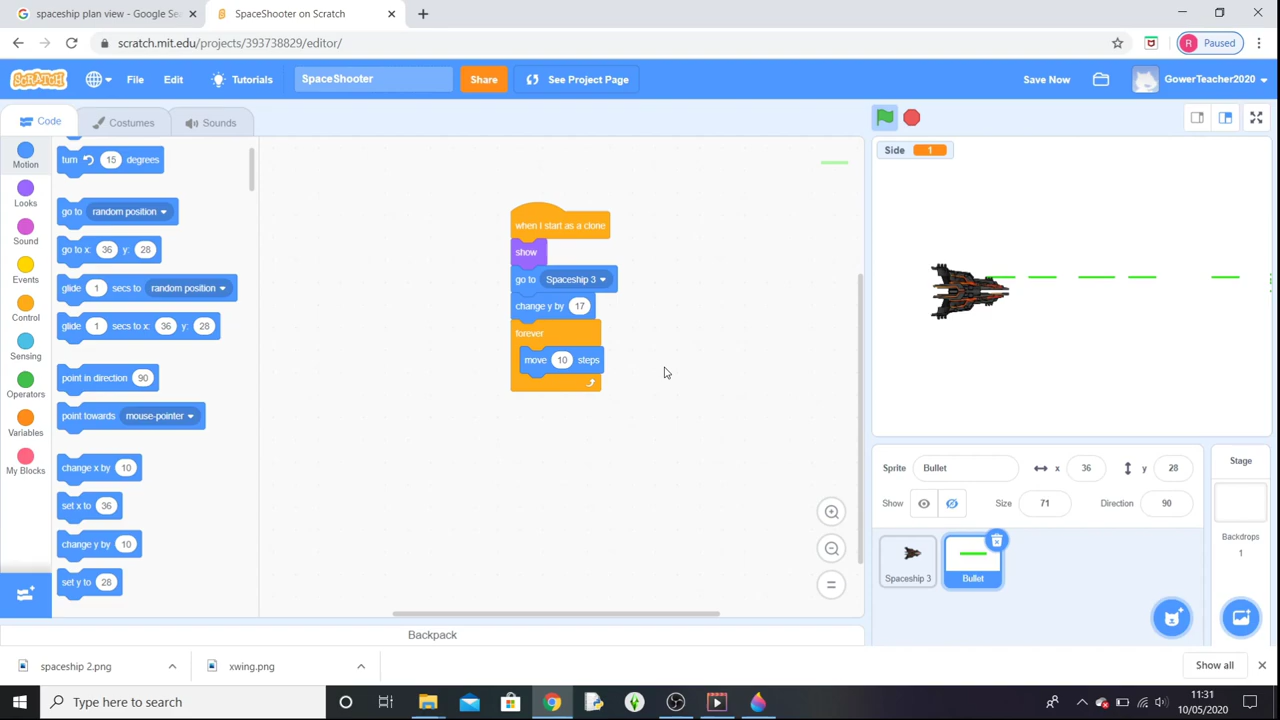 spaceship plan view - Google Sea
SpaceShooter on Scratch
scratch.mit.edu/projects/393738829/editor/
R Paused
SCRATCH
File Edit Tutorials
SpaceShooter
Share
See Project Page
Save Now
GowerTeacher2020
Code
Costumes
Sounds
Motion
Looks
Sound
Events
Control
Sensing
Operators
Variables
My Blocks
turn 15 degrees
go to random position
go to x: 36 y: 28
glide 1 secs to random position
glide 1 secs to x: 36 y: 28
point in direction 90
point towards mouse-pointer
change x by 10
set x to 36
change y by 10
set y to 28
when I start as a clone
show
go to Spaceship 3
change y by 17
forever
move 10 steps
Side 1
Sprite Bullet x 36 y 28
Show Size 71 Direction 90
Spaceship 3
Bullet
Stage
Backdrops
1
Backpack
spaceship 2.png
xwing.png
Show all
Type here to search
11:31
10/05/2020